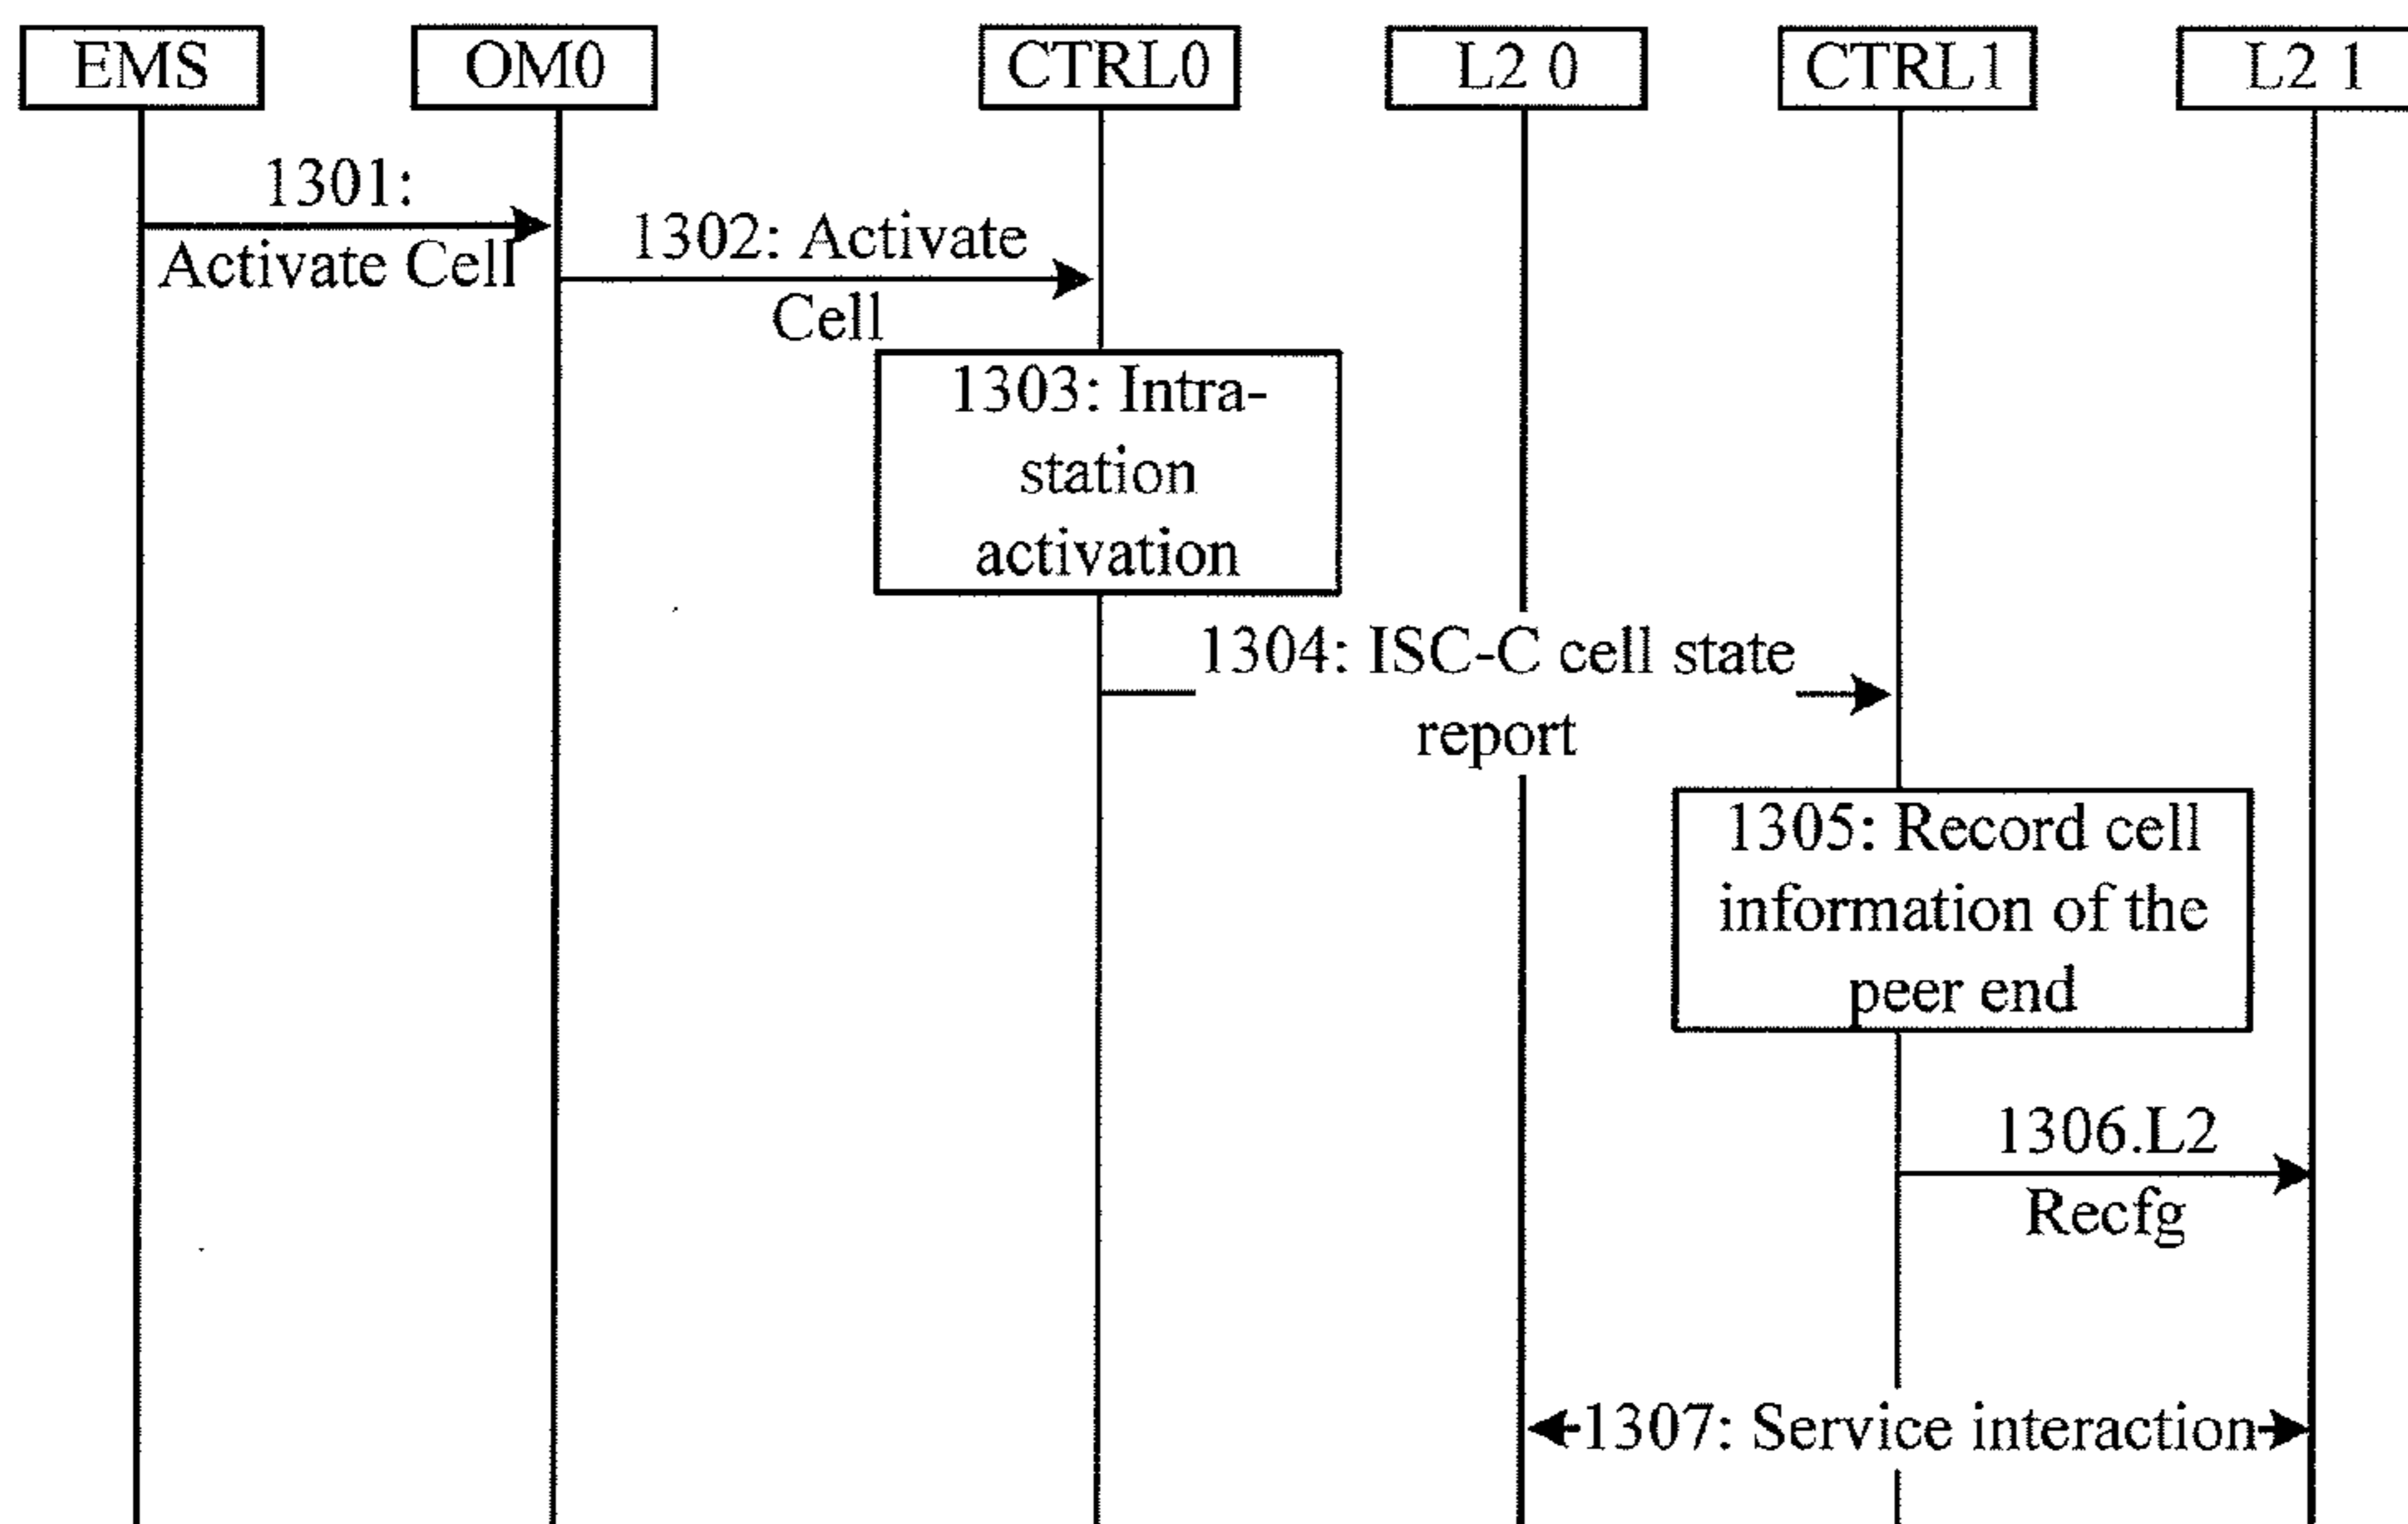 EMS
OM0
CTRL0
L2 0
CTRL1
L2 1
1301:
Activate Cell
1302: Activate
Cell
1303: Intra-
station
activation
1304: ISC-C cell state
report
1305: Record cell
information of the
peer end
1306.L2
Recfg
1307: Service interaction